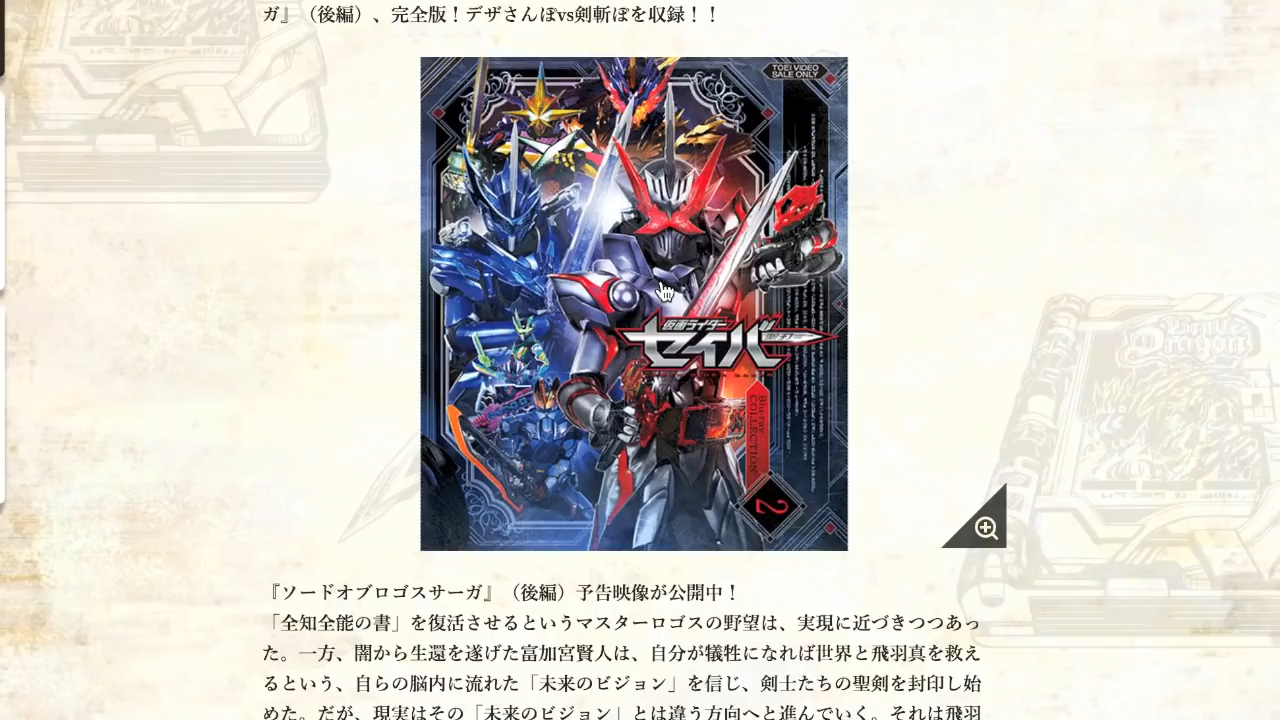 ガ』（後編）、完全版！デザさんぽvs剣斬ぽを収録！！
TOEI VIDEO
SALE ONLY
仮面ライダー
セイバー
聖刃
Blu-ray
COLLECTION
2
Dragon
『ソードオブロゴスサーガ』（後編）予告映像が公開中！
「全知全能の書」を復活させるというマスターロゴスの野望は、実現に近づきつつあっ
た。一方、闇から生還を遂げた富加宮賢人は、自分が犠牲になれば世界と飛羽真を救え
るという、自らの脳内に流れた「未来のビジョン」を信じ、剣士たちの聖剣を封印し始
めた。だが、現実はその「未来のビジョン」とは違う方向へと進んでいく。それは飛羽